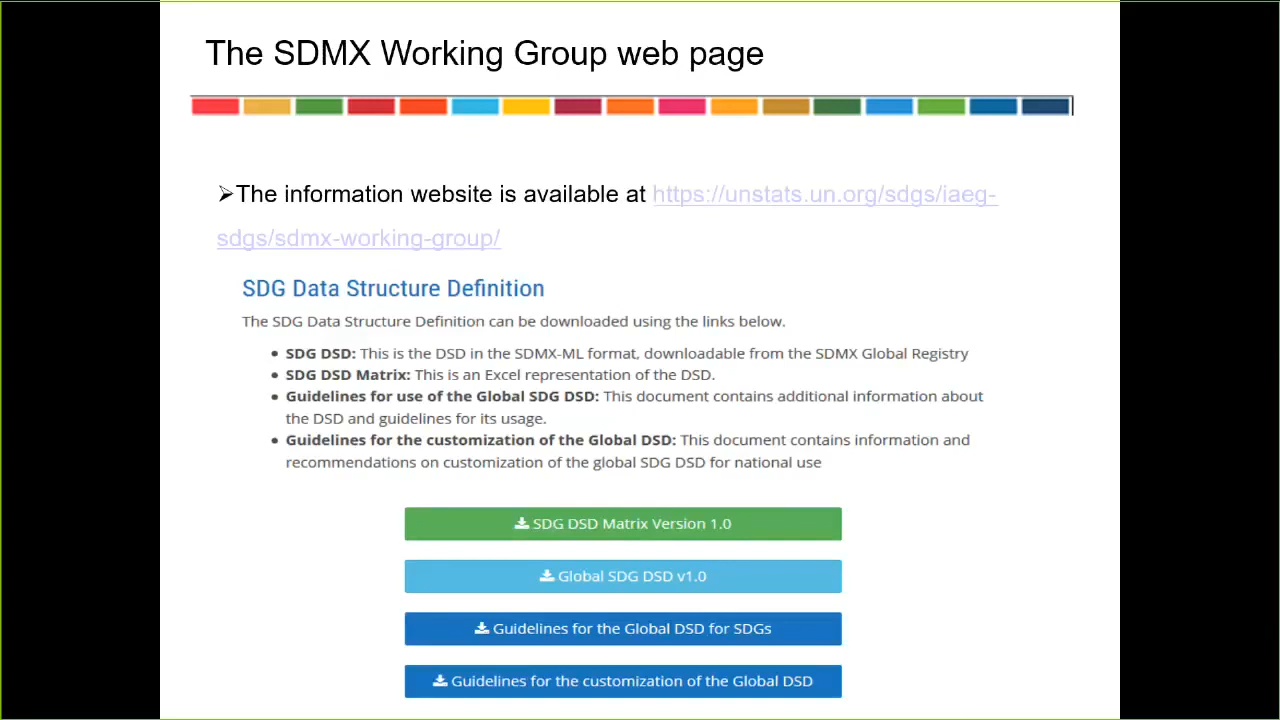 The SDMX Working Group web page
➢The information website is available at https://unstats.un.org/sdgs/iaeg-
sdgs/sdmx-working-group/
SDG Data Structure Definition
The SDG Data Structure Definition can be downloaded using the links below.
• SDG DSD: This is the DSD in the SDMX-ML format, downloadable from the SDMX Global Registry
• SDG DSD Matrix: This is an Excel representation of the DSD.
• Guidelines for use of the Global SDG DSD: This document contains additional information about
the DSD and guidelines for its usage.
• Guidelines for the customization of the Global DSD: This document contains information and
recommendations on customization of the global SDG DSD for national use
SDG DSD Matrix Version 1.0
Global SDG DSD v1.0
Guidelines for the Global DSD for SDGs
Guidelines for the customization of the Global DSD